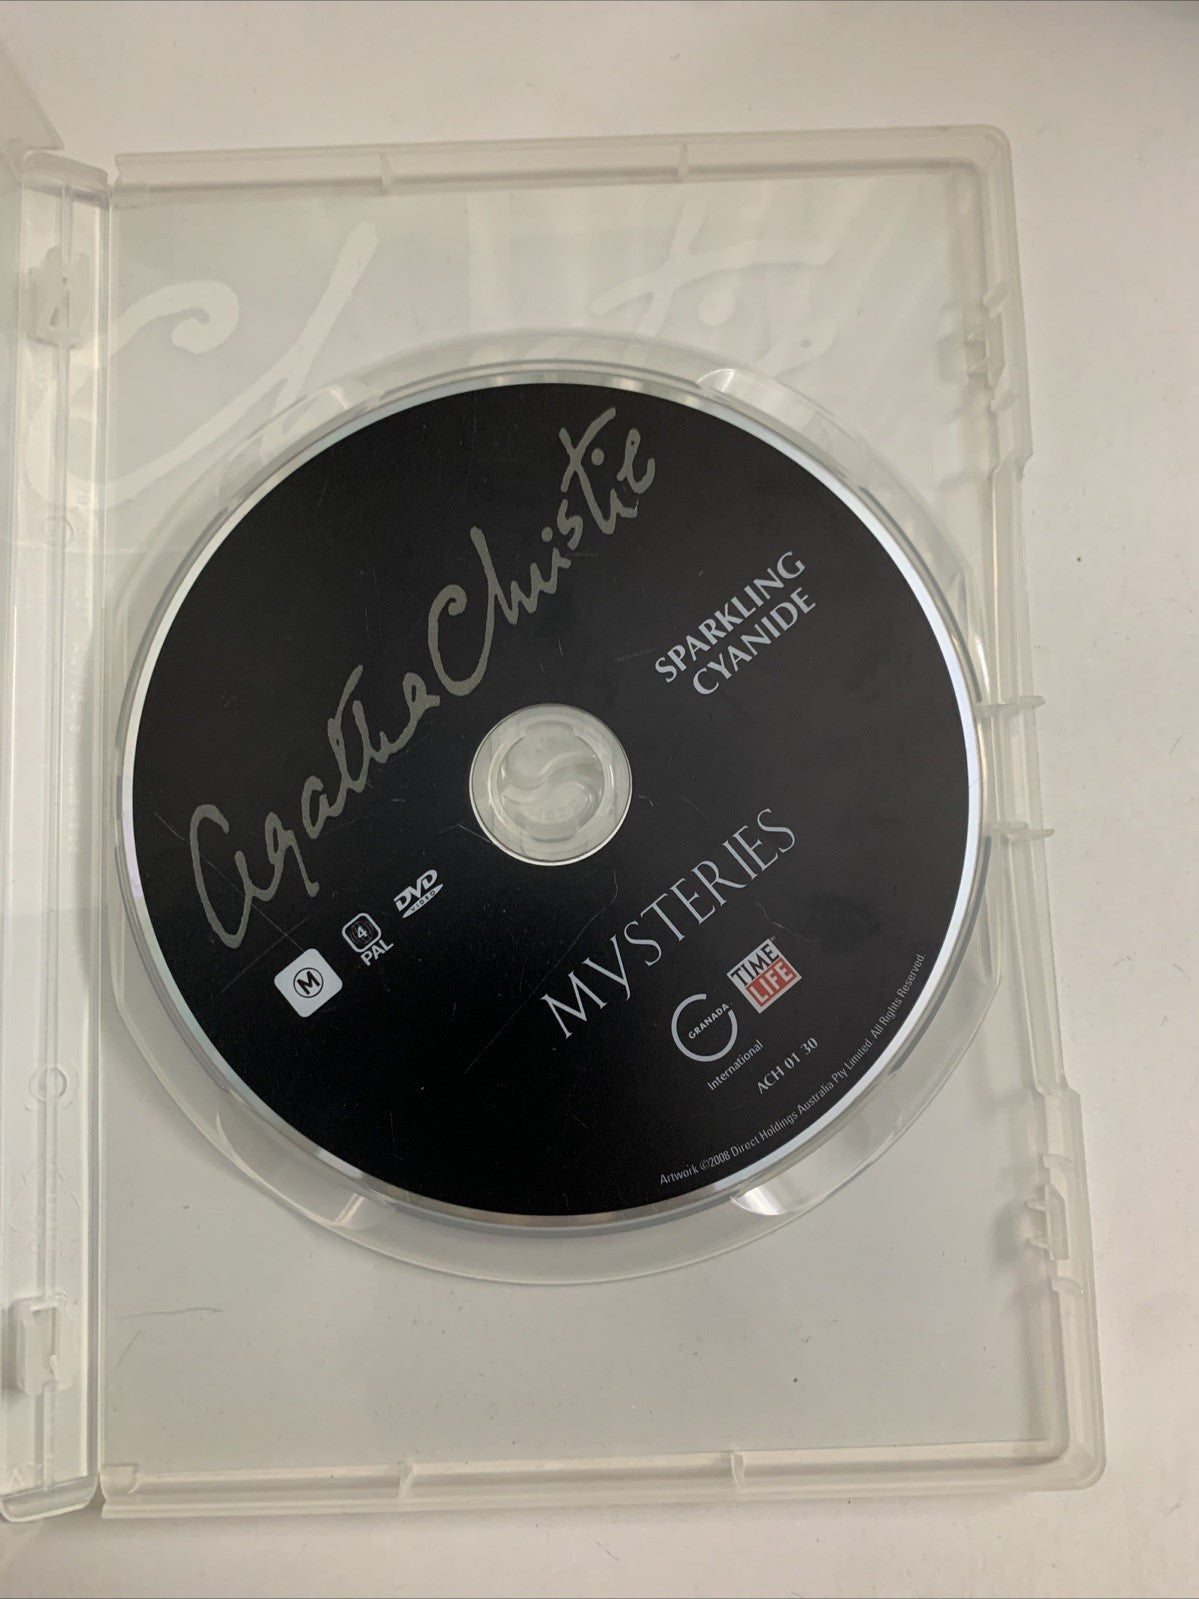 Agatha Christie
SPARKLING
CYANIDE
M
4
PAL
DVD
VIDEO
MYSTERIES
GRANADA
International
TIME
LIFE
ACH 01 30
Artwork ©2008 Direct Holdings Australia Pty Limited. All Rights Reserved.